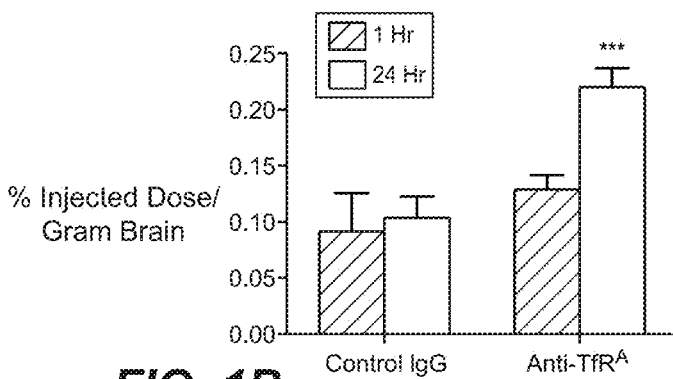 1 Hr
24 Hr
***
0.25
0.20
0.15
0.10
0.05
0.00
% Injected Dose/
Gram Brain
Control IgG
Anti-TfRA